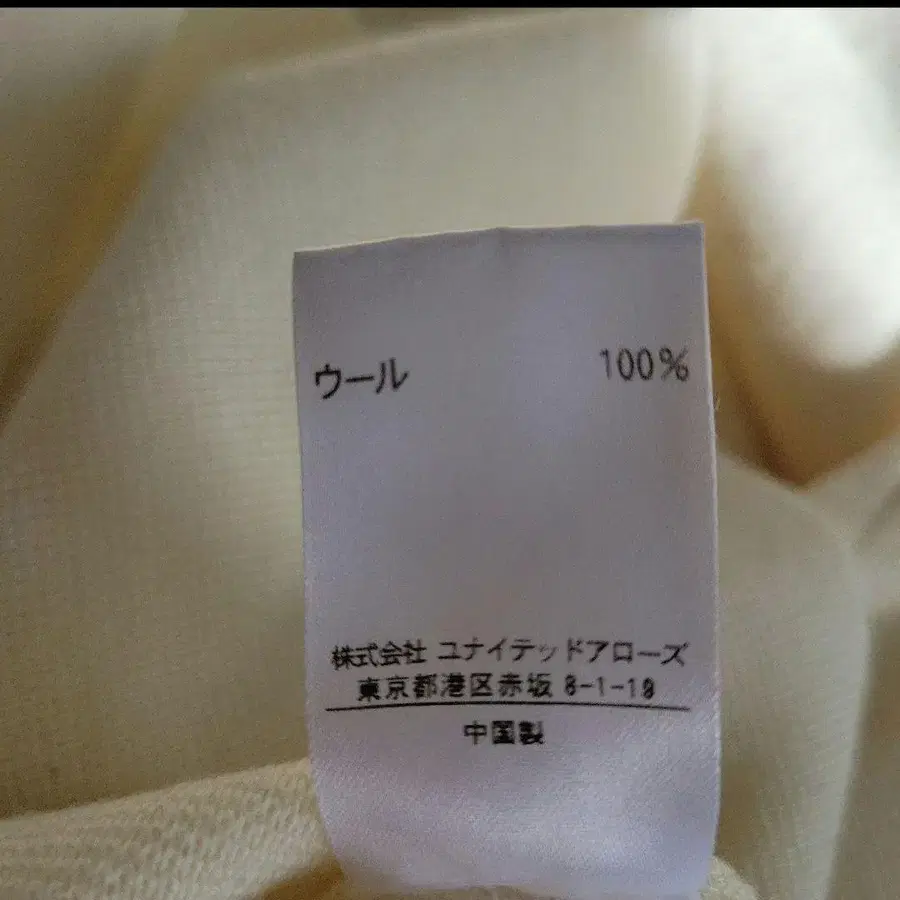 ウール 100%
株式会社 ユナイテッドアローズ
東京都港区赤坂 8-1-19
中国製